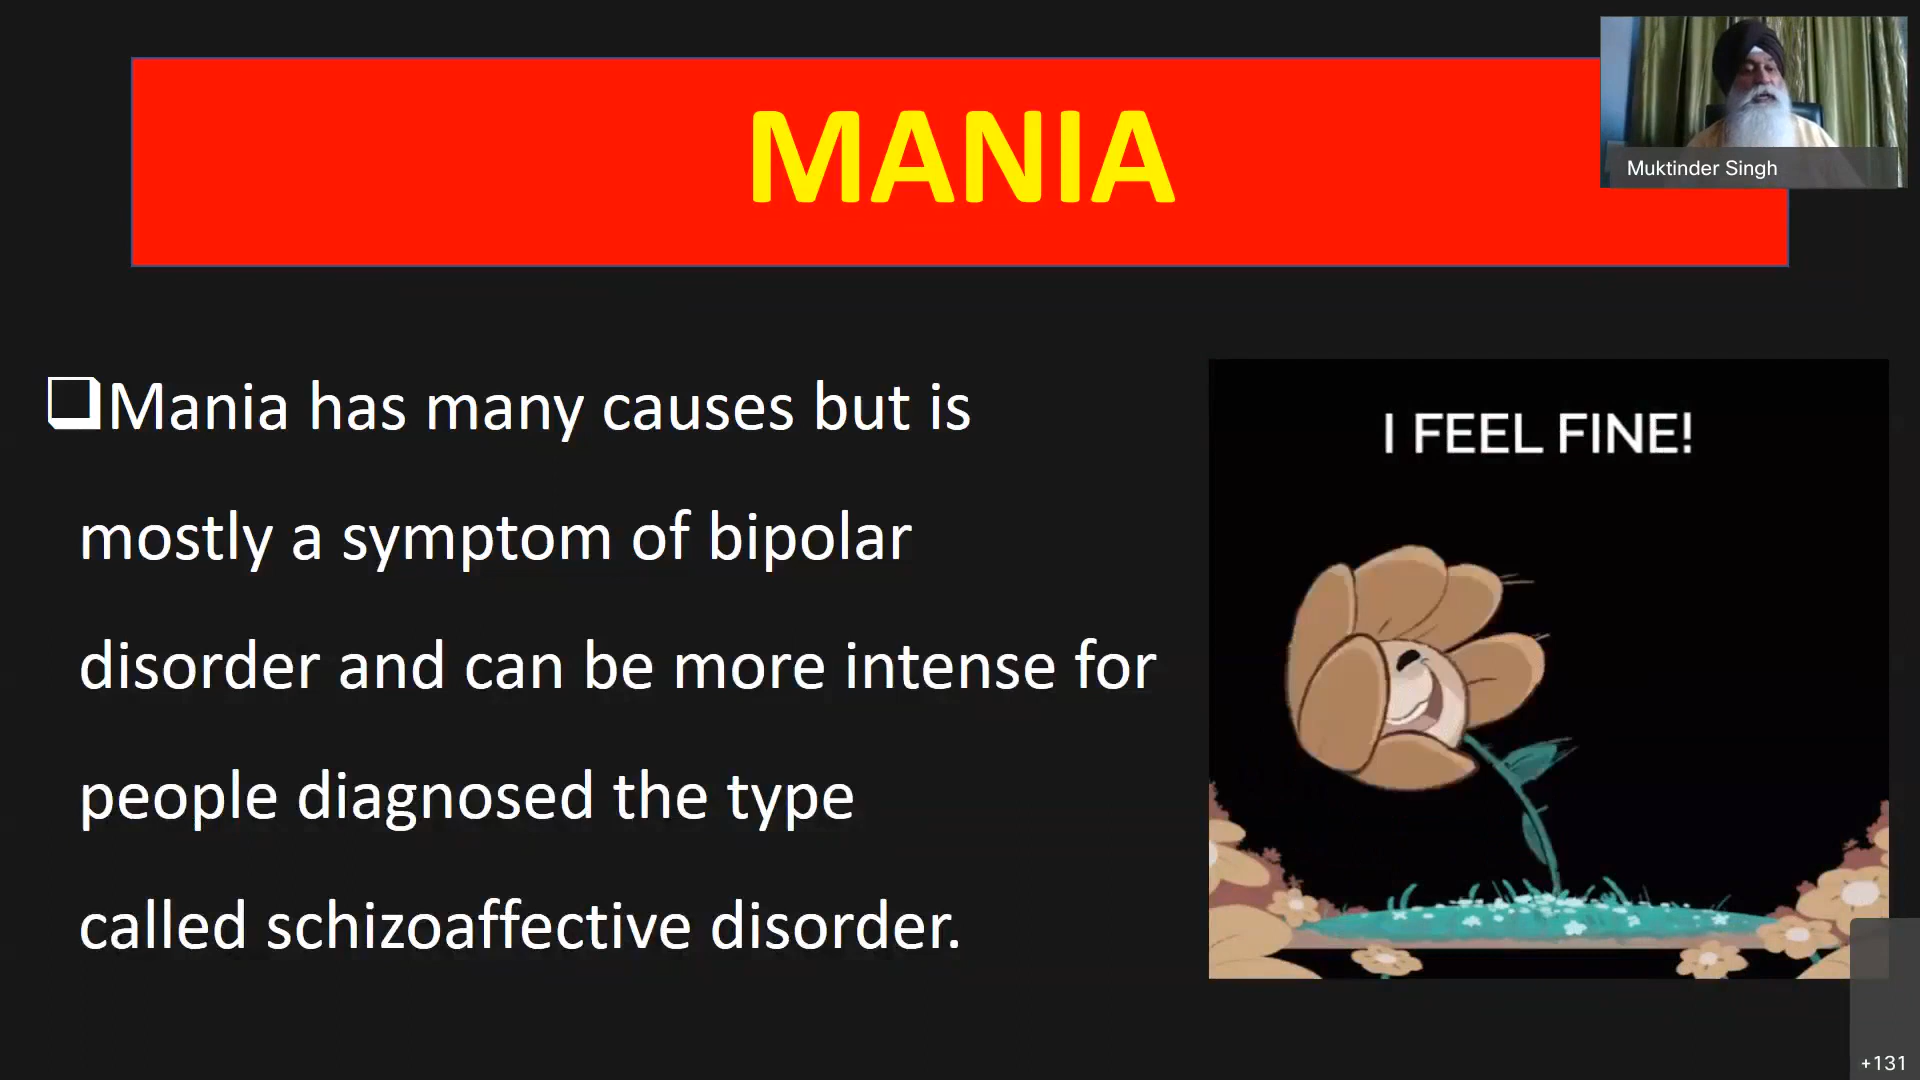 MANIA
Muktinder Singh
❑Mania has many causes but is
mostly a symptom of bipolar
disorder and can be more intense for
people diagnosed the type
called schizoaffective disorder.
I FEEL FINE!
+131